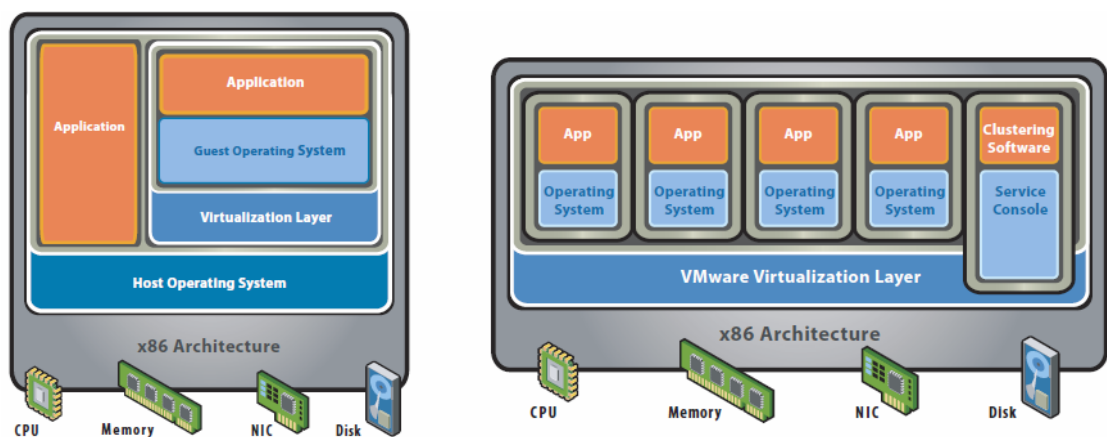 Application
Application
Guest Operating System
Virtualization Layer
Host Operating System
x86 Architecture
CPU
Memory
NIC
Disk
App
App
App
App
Clustering
Software
Operating
System
Operating
System
Operating
System
Operating
System
Service
Console
VMware Virtualization Layer
x86 Architecture
CPU
Memory
NIC
Disk